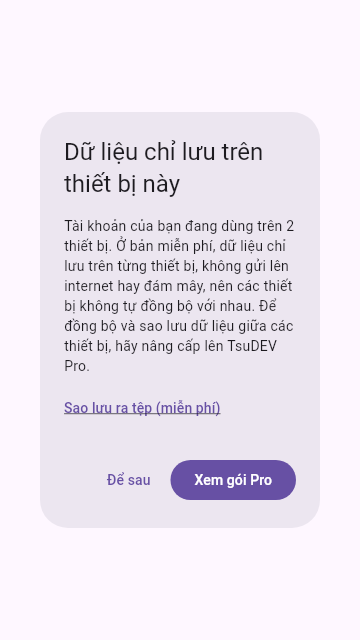 Dữ liệu chỉ lưu trên
thiết bị này
Tài khoản của bạn đang dùng trên 2
thiết bị. Ở bản miễn phí, dữ liệu chỉ
lưu trên từng thiết bị, không gửi lên
internet hay đám mây, nên các thiết
bị không tự đồng bộ với nhau. Để
đồng bộ và sao lưu dữ liệu giữa các
thiết bị, hãy nâng cấp lên TsuDEV
Pro.
Sao lưu ra tệp (miễn phí)
Để sau
Xem gói Pro